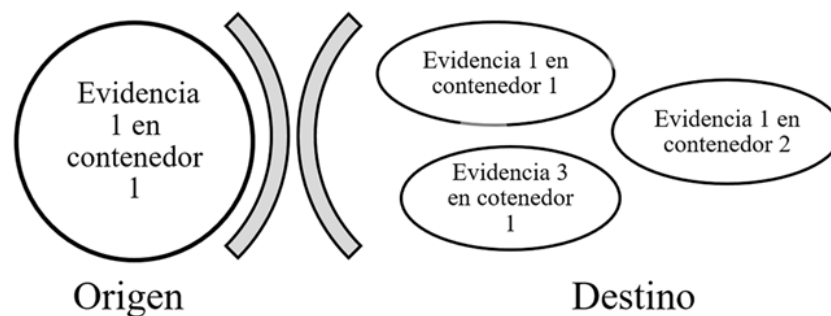 Evidencia
1 en
contenedor
1
Evidencia 1 en
contenedor 1
Evidencia 1 en
contenedor 2
Evidencia 3
en cotenedor
1
Origen
Destino